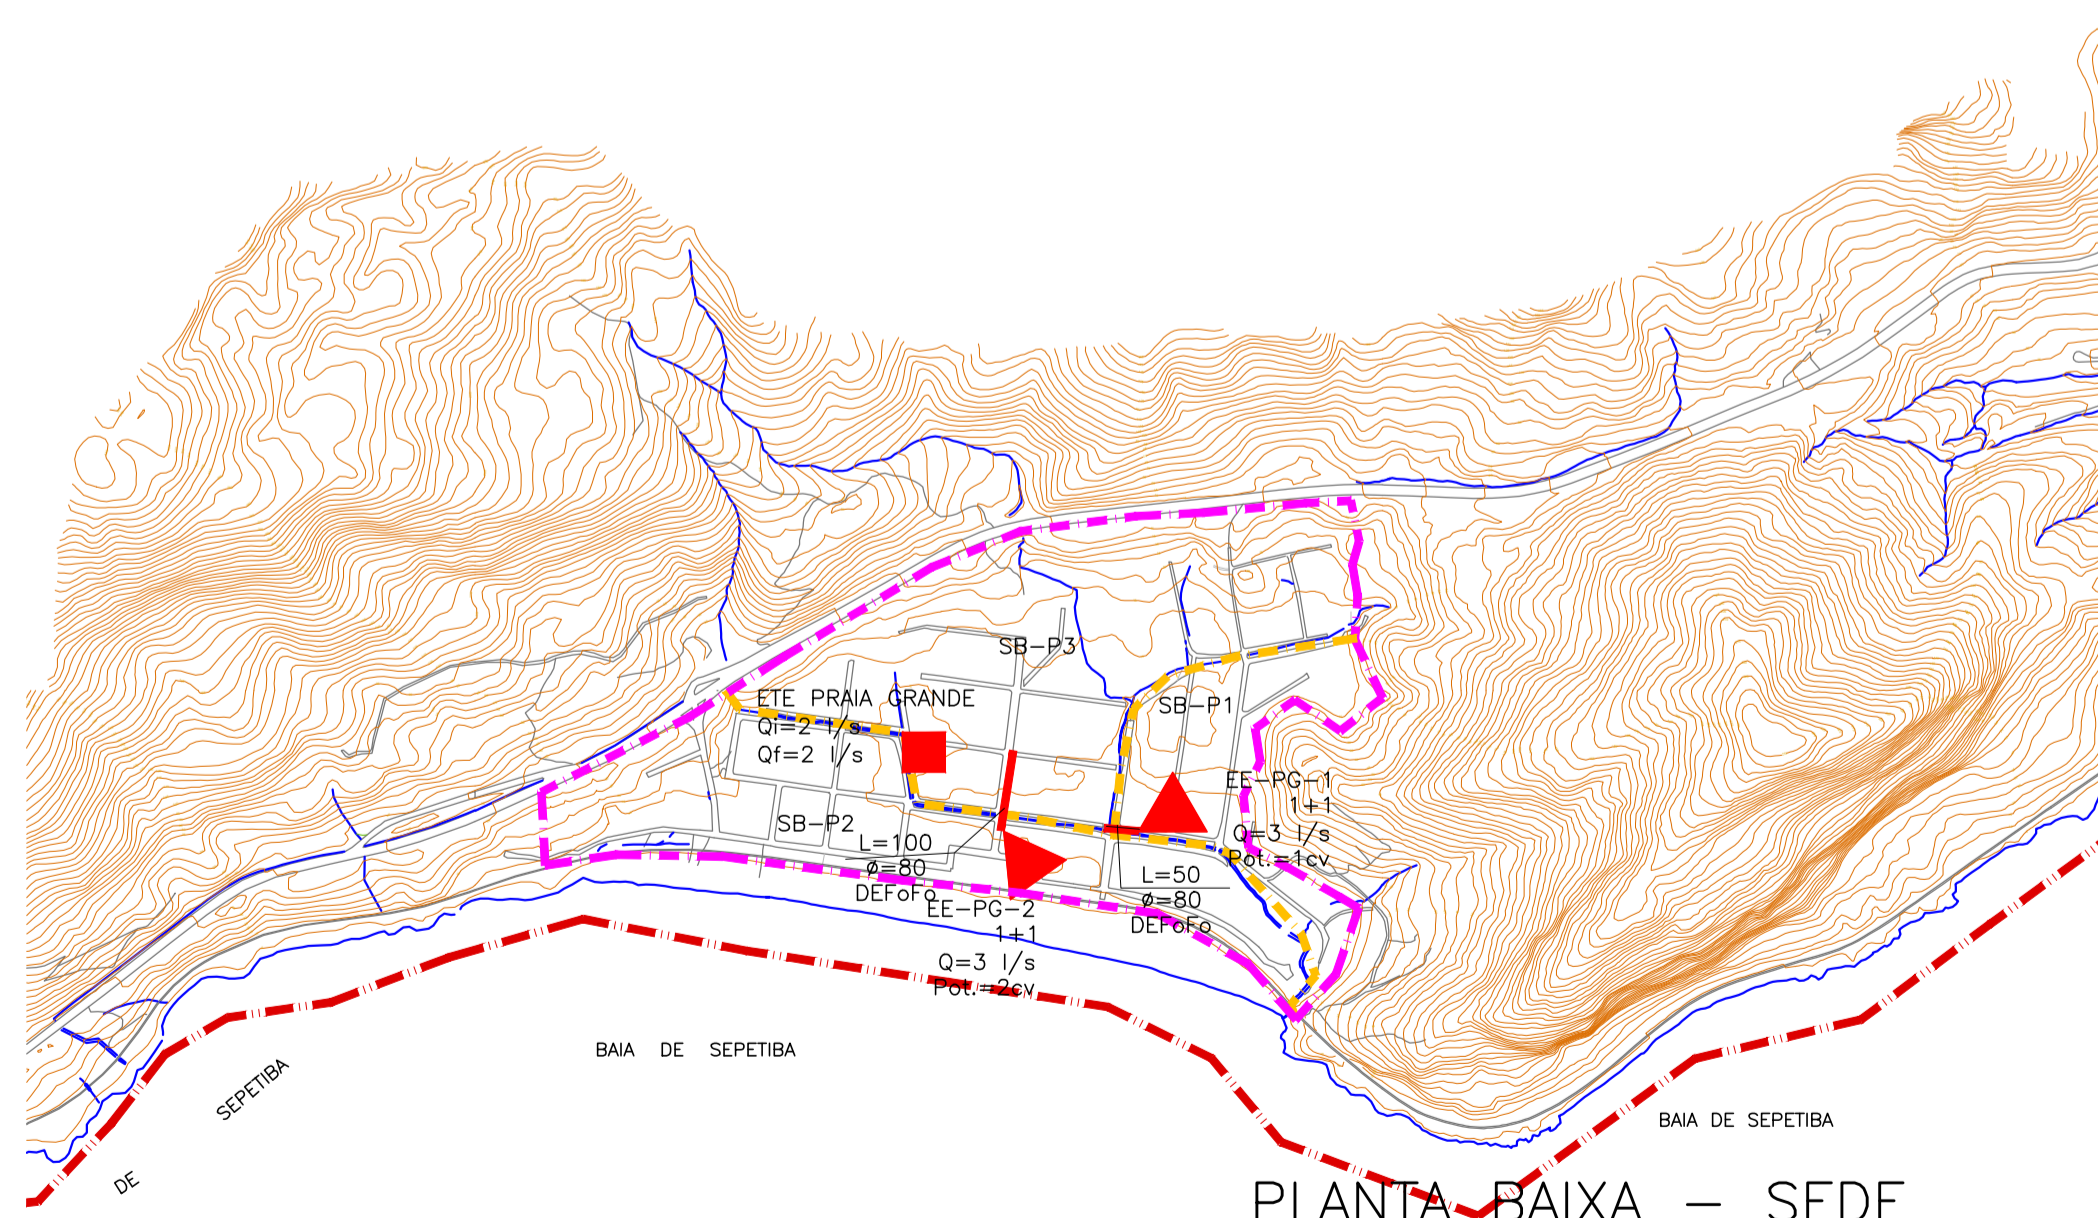 SB-P3
ETE PRAIA GRANDE
Qi=2 l/s
Qf=2 l/s
SB-P1
SB-P2
L=100
ø=80
DEFoFo
EE-PG-1
1+1
Q=3 l/s
Pot.=1cv
L=50
ø=80
DEFoFo
EE-PG-2
1+1
Q=3 l/s
Pot.=2cv
BAIA DE SEPETIBA
DE SEPETIBA
BAIA DE SEPETIBA
PLANTA BAIXA - SEDE